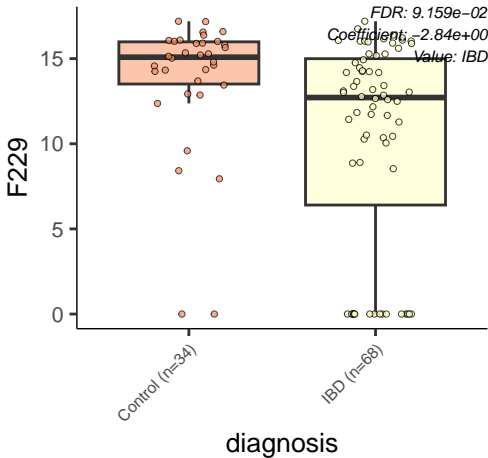 FDR: 9.159e−02
Coefficient: −2.84e+00
Value: IBD
15
10
5
0
F229
Control (n=34)
IBD (n=68)
diagnosis